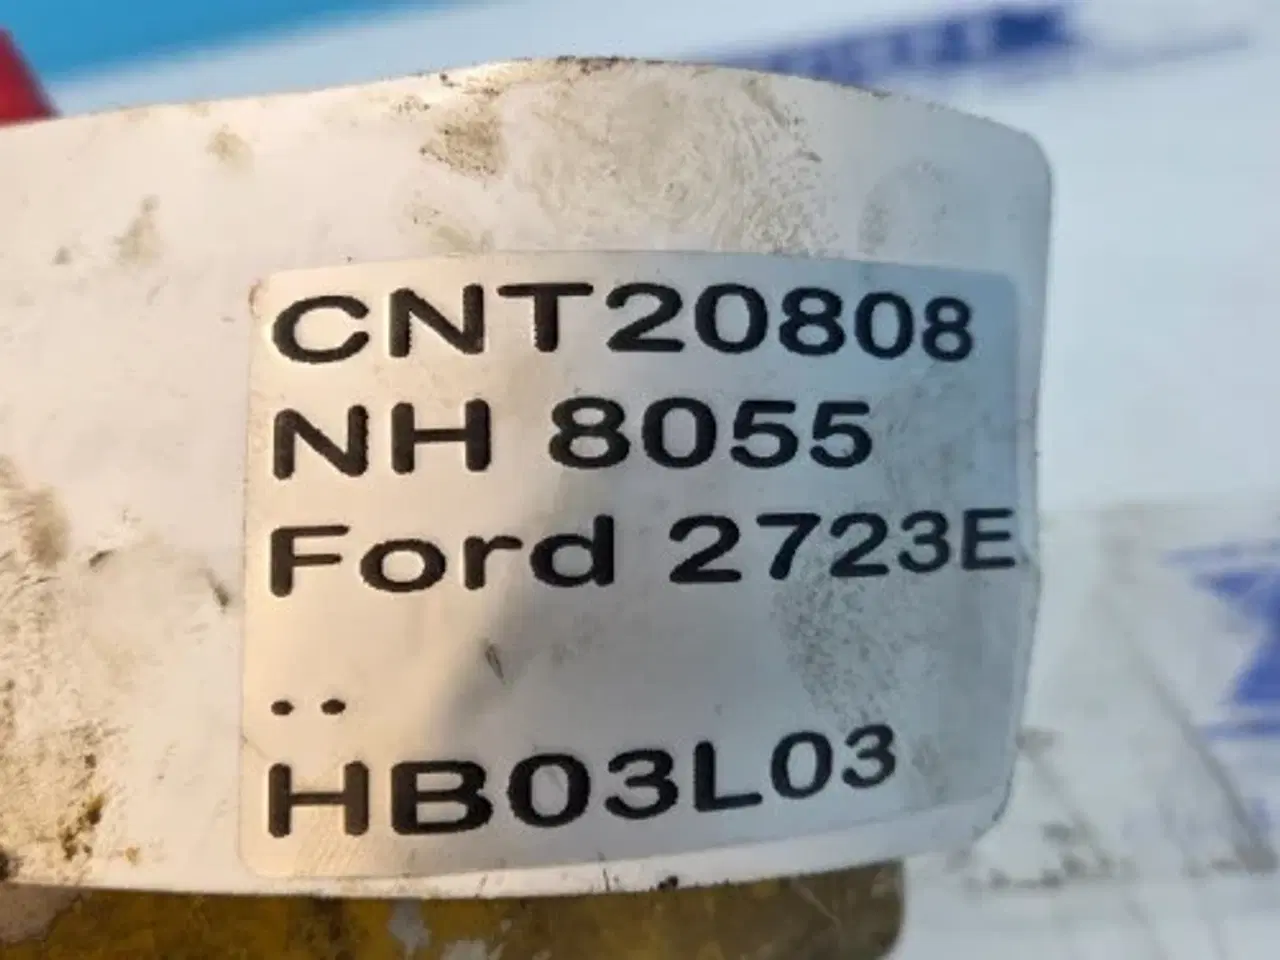 CNT20808
NH 8055
Ford 2723E
..
HB03L03